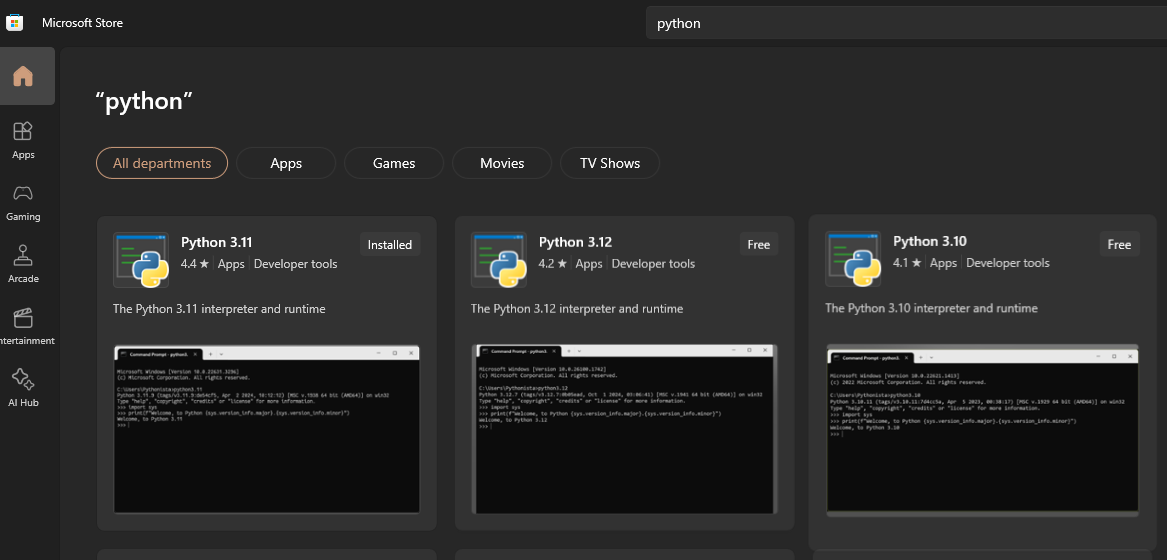 Microsoft Store
python
“python”
All departments
Apps
Games
Movies
TV Shows
Apps
Gaming
Arcade
ntertainment
AI Hub
Python 3.11
Installed
4.4 ★ Apps Developer tools
The Python 3.11 interpreter and runtime
Command Prompt - python3.
Microsoft Windows [Version 10.0.22621.3296]
(c) Microsoft Corporation. All rights reserved.
C:\Users\Pythonista>python3.11
Python 3.11.9 (tags/v3.11.9:de54cf5, Apr 2 2024, 10:12:12) [MSC v.1938 64 bit (AMD64)] on win32
Type "help", "copyright", "credits" or "license" for more information.
>>> import sys
>>> print(f"Welcome, to Python {sys.version_info.major}.{sys.version_info.minor}")
Welcome, to Python 3.11
>>>
Python 3.12
Free
4.2 ★ Apps Developer tools
The Python 3.12 interpreter and runtime
Command Prompt - python3.
Microsoft Windows [Version 10.0.26100.1742]
(c) Microsoft Corporation. All rights reserved.
C:\Users\Pythonista>python3.12
Python 3.12.7 (tags/v3.12.7:0b05ead, Oct 1 2024, 03:06:41) [MSC v.1941 64 bit (AMD64)] on win32
Type "help", "copyright", "credits" or "license" for more information.
>>> import sys
>>> print(f"Welcome, to Python {sys.version_info.major}.{sys.version_info.minor}")
Welcome, to Python 3.12
>>>
Python 3.10
Free
4.1 ★ Apps Developer tools
The Python 3.10 interpreter and runtime
Command Prompt - python3.
Microsoft Windows [Version 10.0.22621.1413]
(c) 2022 Microsoft Corporation. All rights reserved.
C:\Users\Pythonista>python3.10
Python 3.10.11 (tags/v3.10.11:7d4cc5a, Apr 5 2023, 00:38:17) [MSC v.1929 64 bit (AMD64)] on win32
Type "help", "copyright", "credits" or "license" for more information.
>>> import sys
>>> print(f"Welcome, to Python {sys.version_info.major}.{sys.version_info.minor}")
Welcome, to Python 3.10
>>>